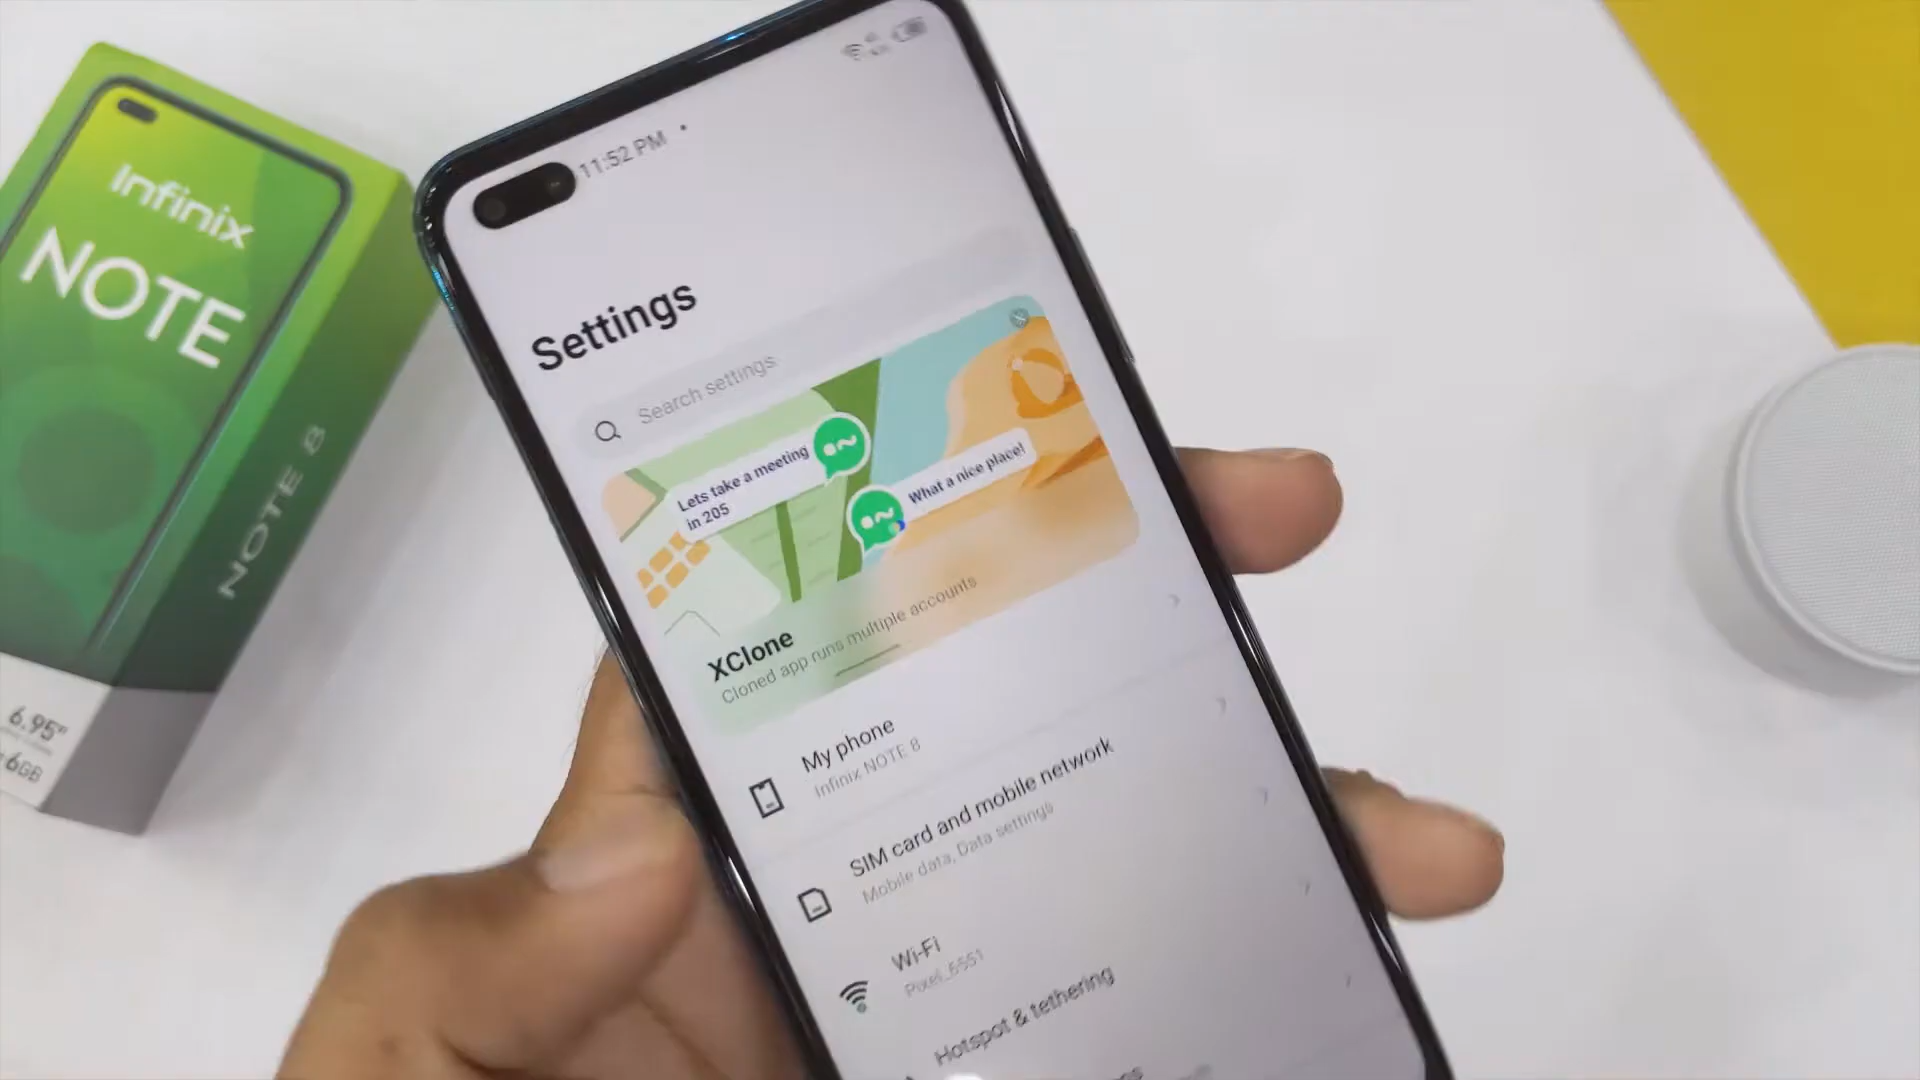 Infinix
NOTE
NOTE 8
6.95"
6GB
11:52 PM
Settings
Search settings
Lets take a meeting
in 205
What a nice place!
XClone
Cloned app runs multiple accounts
My phone
Infinix NOTE 8
SIM card and mobile network
Mobile data, Data settings
Wi-Fi
Pixel_6551
Hotspot & tethering